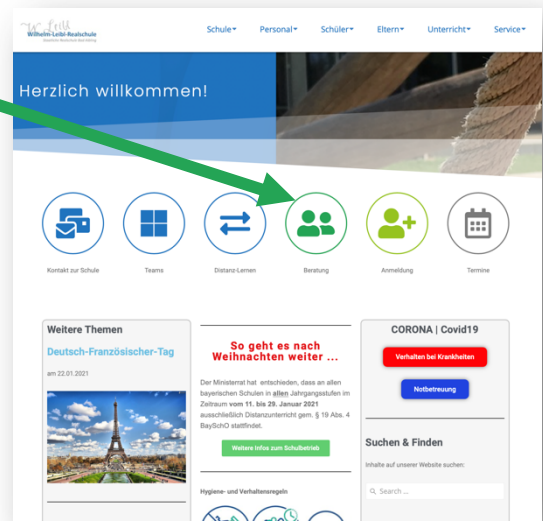 W. Leibl
Wilhelm-Leibl-Realschule
Schule
Personal
Schüler
Eltern
Unterricht
Service
Herzlich willkommen!
Kontakt zur Schule
Teams
Distanz-Lernen
Beratung
Anmeldung
Termine
Weitere Themen
Deutsch-Französischer-Tag
am 22.01.2021
So geht es nach
Weihnachten weiter ...
Der Ministerrat hat entschieden, dass an allen
bayerischen Schulen in allen Jahrgangsstufen im
Zeitraum vom 11. bis 29. Januar 2021
ausschließlich Distanzunterricht gem. § 19 Abs. 4
BaySchO stattfindet.
Weitere Infos zum Schulbetrieb
Hygiene- und Verhaltensregeln
CORONA | Covid19
Verhalten bei Krankheiten
Notbetreuung
Suchen & Finden
Inhalte auf unserer Website suchen:
Search ...